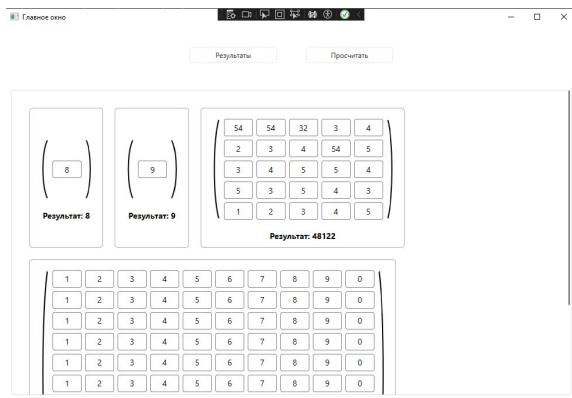 Главное окно
Результаты Просчитать
8
Результат: 8
9
Результат: 9
54 54 32 3 4
2 3 4 54 5
3 4 5 5 4
5 3 5 4 3
1 2 3 4 5
Результат: 48122
1 2 3 4 5 6 7 8 9 0
1 2 3 4 5 6 7 8 9 0
1 2 3 4 5 6 7 8 9 0
1 2 3 4 5 6 7 8 9 0
1 2 3 4 5 6 7 8 9 0
1 2 3 4 5 6 7 8 9 0